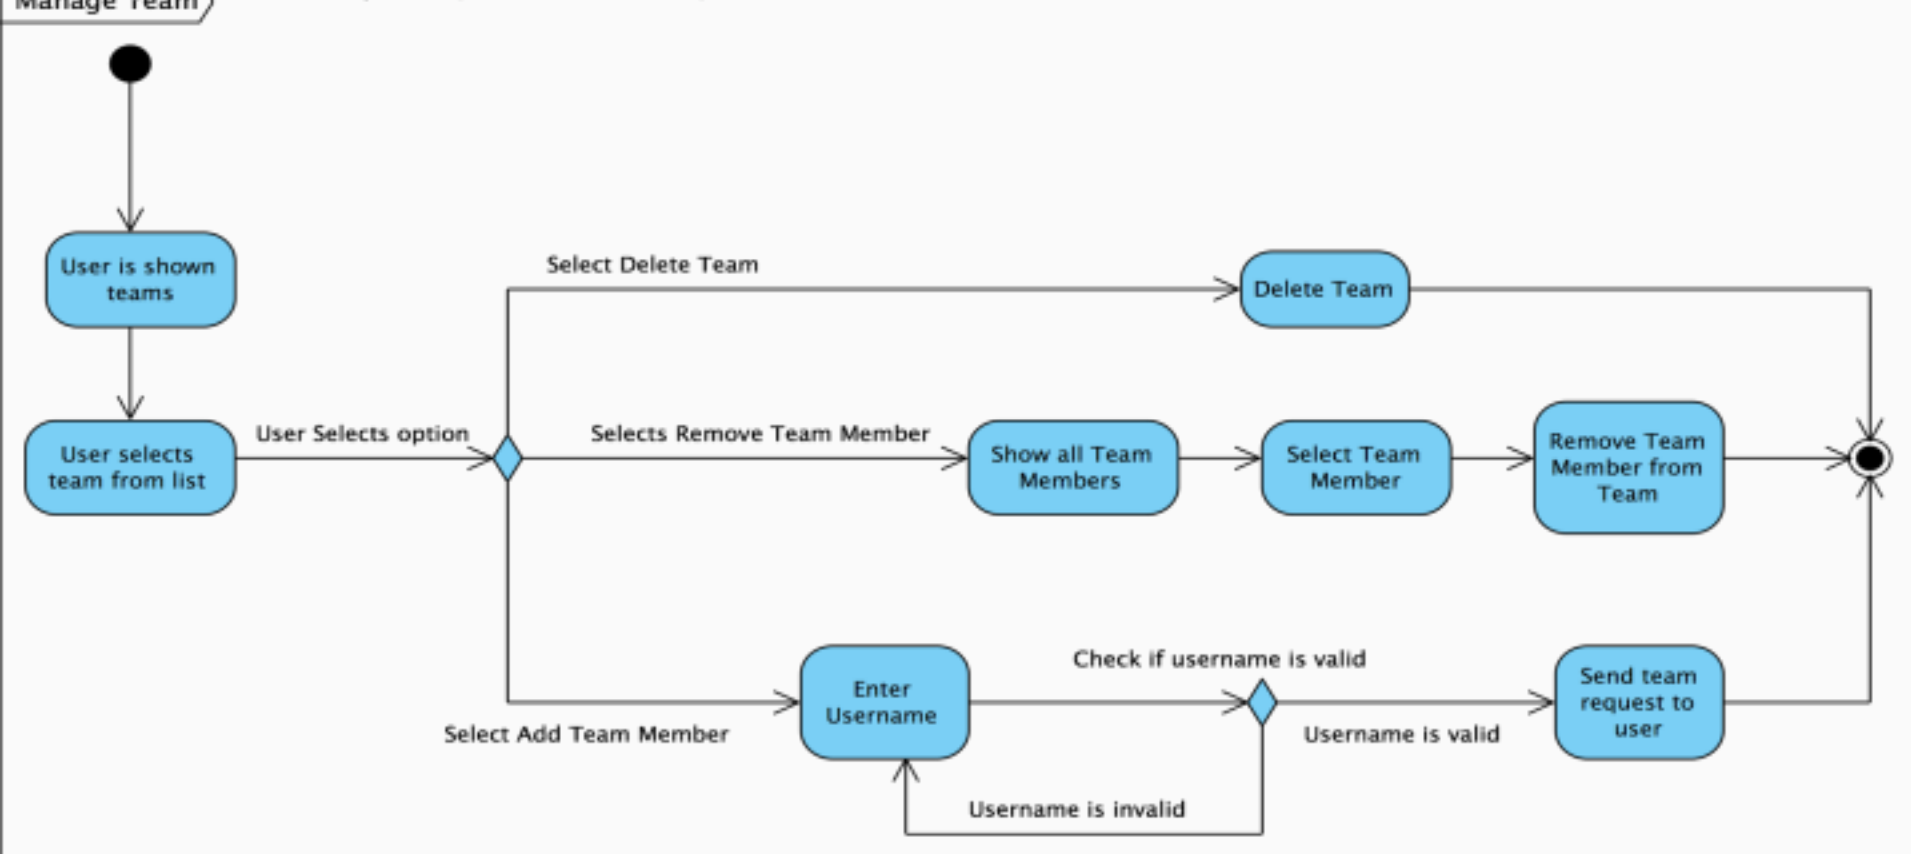 Manage Team
User is shown
teams
User selects
team from list
User Selects option
Select Delete Team
Delete Team
Selects Remove Team Member
Show all Team
Members
Select Team
Member
Remove Team
Member from
Team
Select Add Team Member
Enter
Username
Check if username is valid
Username is valid
Username is invalid
Send team
request to
user